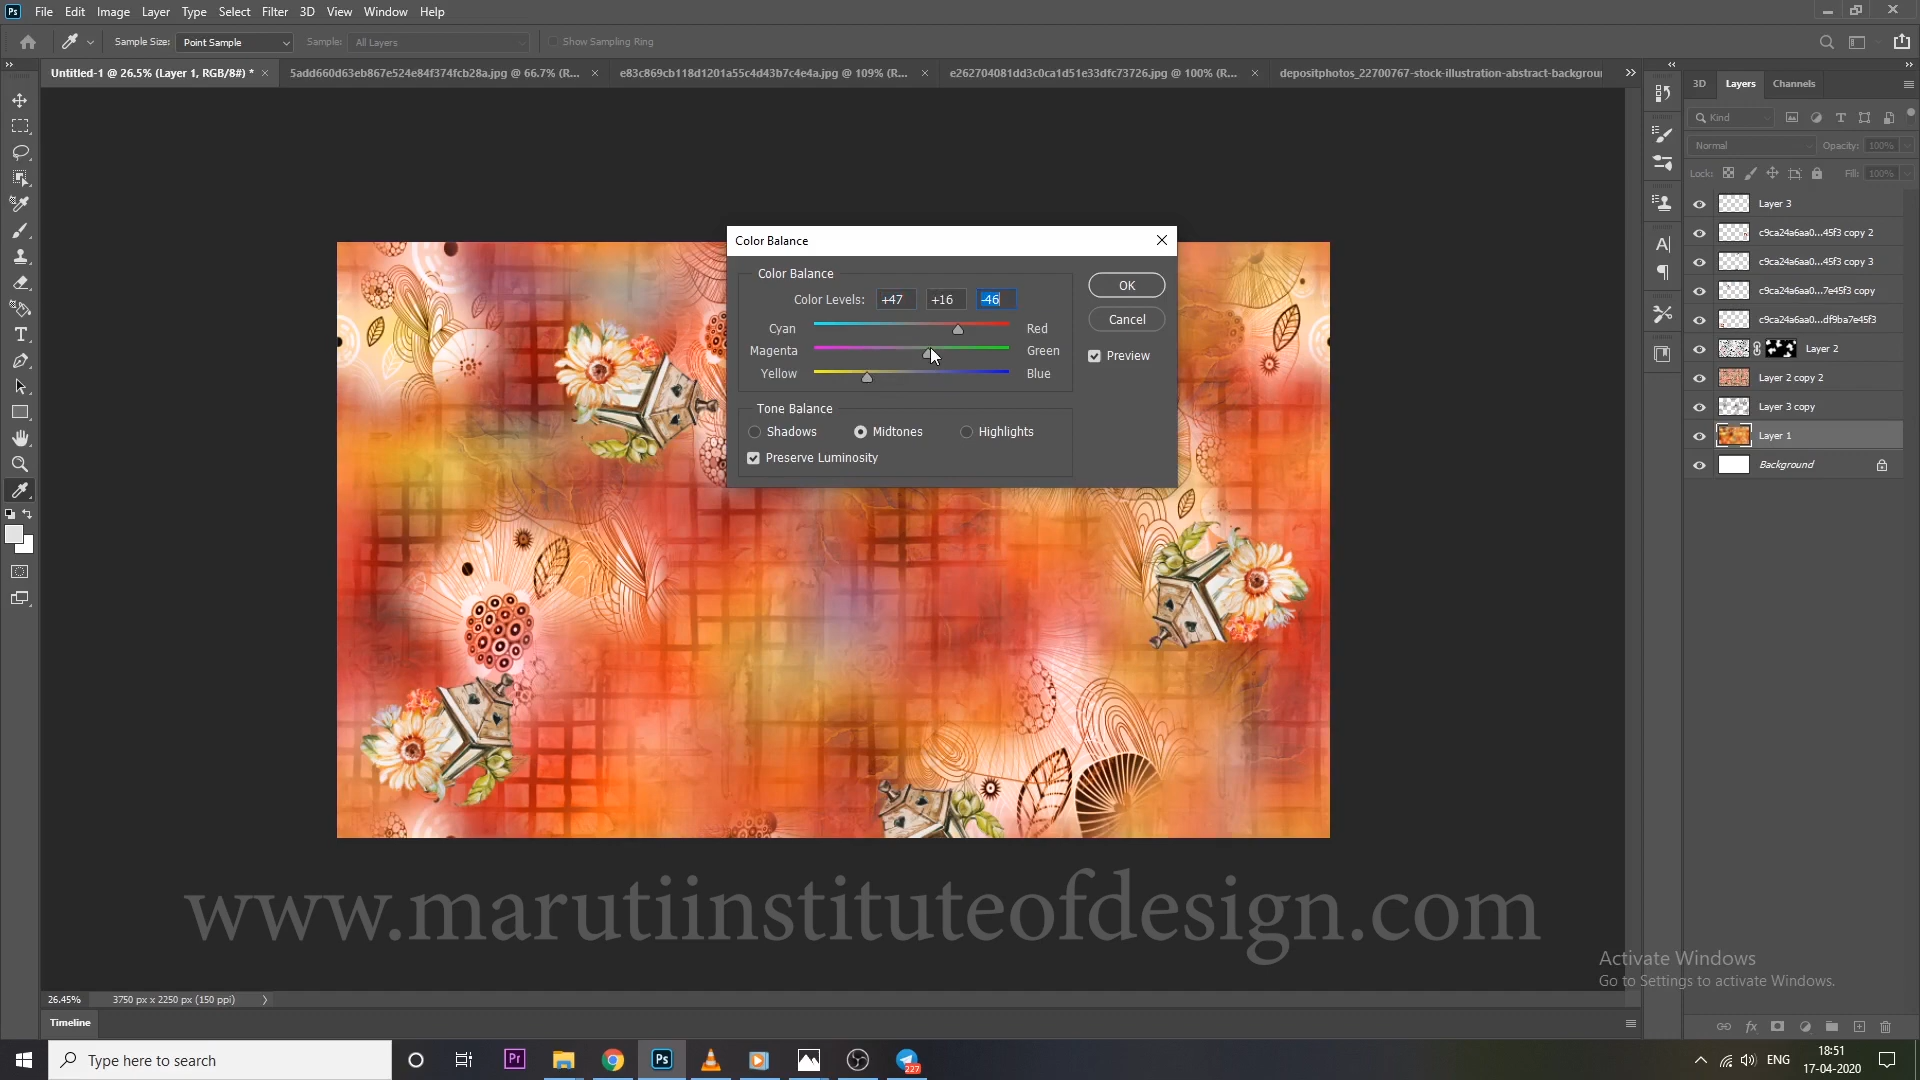 Ps File Edit Image Layer Type Select Filter 3D View Window Help
Sample Size: Point Sample Sample: All Layers Show Sampling Ring
Untitled-1 @ 26.5% (Layer 1, RGB/8#) * × 5add660d63eb867e524e84f374fcb28a.jpg @ 66.7% (R... × e83c869cb118d1201a55c4d43b7c4e4a.jpg @ 109% (R... × e262704081dd3c0ca1d51e33dfc73726.jpg @ 100% (R... × depositphotos_22700767-stock-illustration-abstract-backgrou
3D Layers Channels
Kind
Normal Opacity: 100%
Lock: Fill: 100%
Layer 3
c9ca24a6aa0...45f3 copy 2
c9ca24a6aa0...45f3 copy 3
c9ca24a6aa0...7e45f3 copy
c9ca24a6aa0...df9ba7e45f3
Layer 2
Layer 2 copy 2
Layer 3 copy
Layer 1
Background
Color Balance
Color Balance
Color Levels: +47 +16 -46
OK
Cancel
Preview
Cyan Red
Magenta Green
Yellow Blue
Tone Balance
Shadows Midtones Highlights
Preserve Luminosity
www.marutiinstituteofdesign.com
Activate Windows
Go to Settings to activate Windows.
26.45% 3750 px x 2250 px (150 ppi)
Timeline
Type here to search
Pr
Ps
227
ENG
18:51
17-04-2020